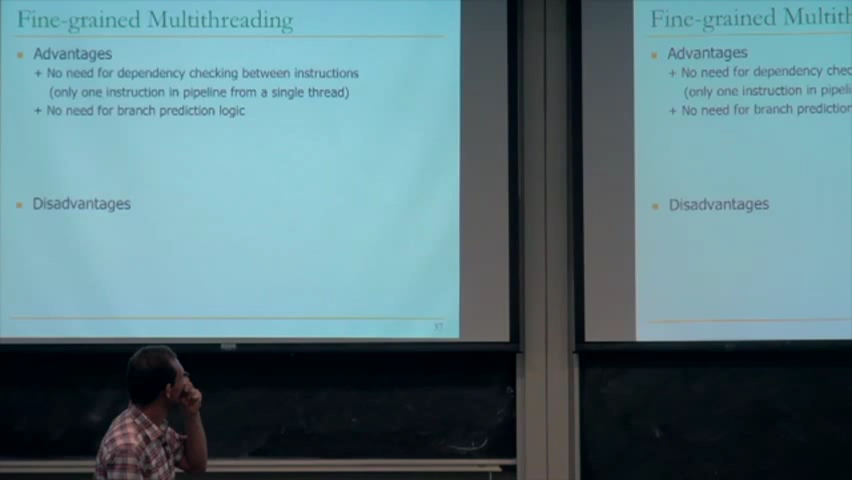 Fine-grained Multithreading
Advantages
+ No need for dependency checking between instructions
(only one instruction in pipeline from a single thread)
+ No need for branch prediction logic
Disadvantages
37
Fine-grained Multith
Advantages
+ No need for dependency chec
(only one instruction in pipeli
+ No need for branch prediction
Disadvantages